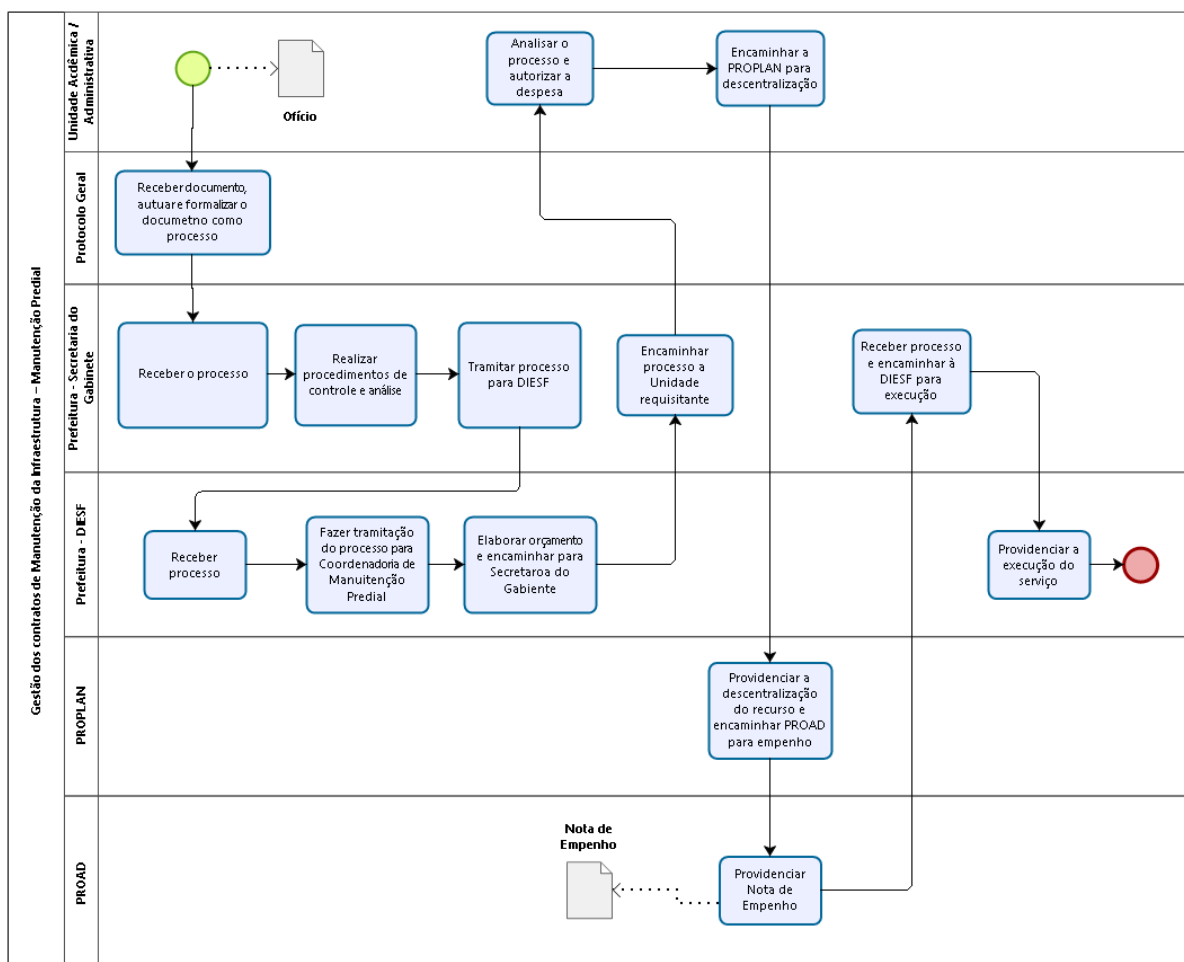 Gestão dos contratos de Manutenção da Infraestrutura – Manutenção Predial
Unidade Acdêmica /
Administrativa
Ofício
Analisar o
processo e
autorizar a
despesa
Encaminhar a
PROPLAN para
descentralização
Protocolo Geral
Receber documento,
autuar e formalizar o
documetno como
processo
Prefeitura - Secretaria do
Gabinete
Receber o processo
Realizar
procedimentos de
controle e análise
Tramitar processo
para DIESF
Encaminhar
processo a
Unidade
requisitante
Receber processo
e encaminhar à
DIESF para
execução
Prefeitura - DIESF
Receber
processo
Fazer tramitação
do processo para
Coordenadoria de
Manuitenção
Predial
Elaborar orçamento
e encaminhar para
Secretaroa do
Gabiente
Providenciar a
execução do
serviço
PROPLAN
Providenciar a
descentralização
do recurso e
encaminhar PROAD
para empenho
PROAD
Nota de
Empenho
Providenciar
Nota de
Empenho